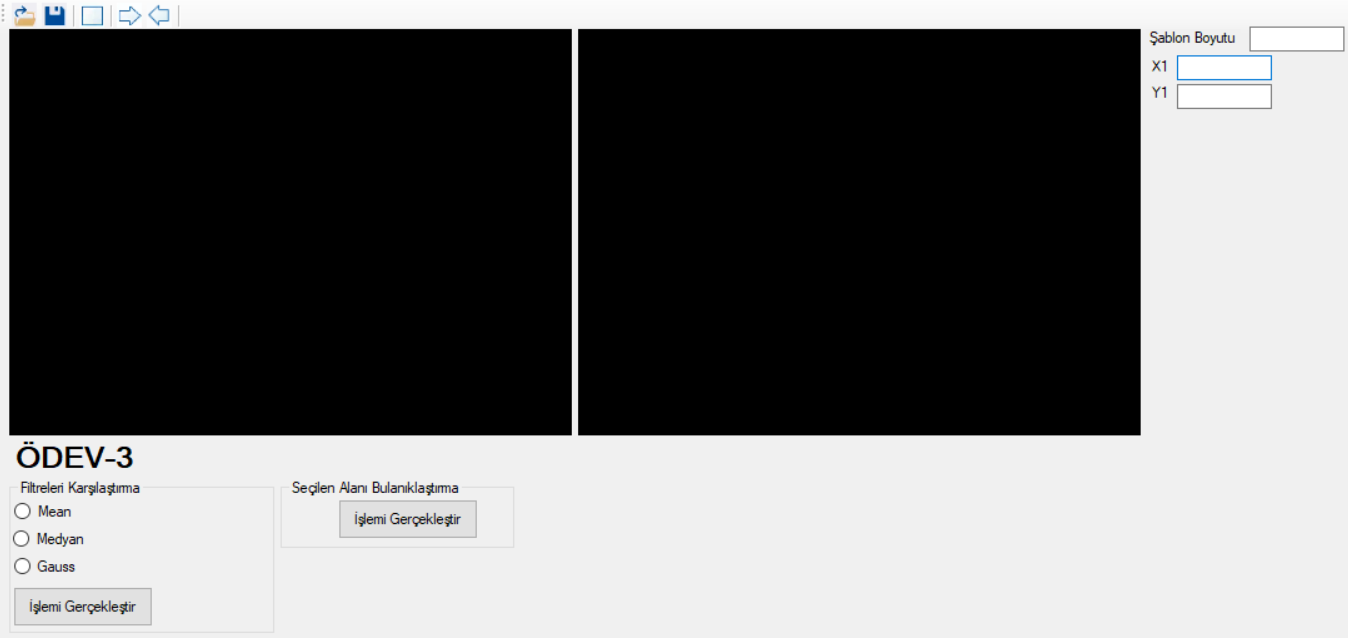 Şablon Boyutu
X1
Y1
ÖDEV-3
Filtreleri Karşılaştırma
Mean
Medyan
Gauss
İşlemi Gerçekleştir
Seçilen Alanı Bulanıklaştırma
İşlemi Gerçekleştir